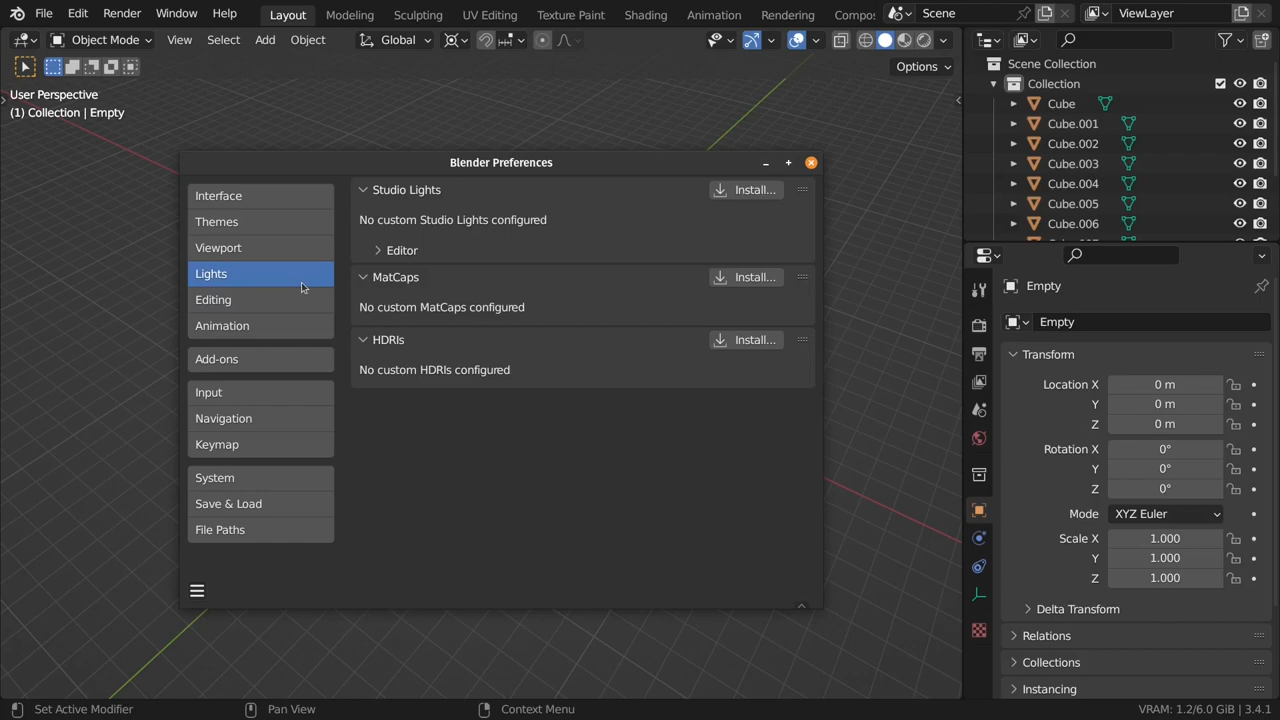 File Edit Render Window Help Layout Modeling Sculpting UV Editing Texture Paint Shading Animation Rendering Compos Scene ViewLayer
Object Mode View Select Add Object Global
Options
User Perspective
(1) Collection | Empty
Scene Collection
Collection
Cube
Cube.001
Cube.002
Cube.003
Cube.004
Cube.005
Cube.006
Blender Preferences
Interface
Themes
Viewport
Lights
Editing
Animation
Add-ons
Input
Navigation
Keymap
System
Save & Load
File Paths
Studio Lights Install...
No custom Studio Lights configured
Editor
MatCaps Install...
No custom MatCaps configured
HDRIs Install...
No custom HDRIs configured
Empty
Empty
Transform
Location X 0 m
Y 0 m
Z 0 m
Rotation X 0°
Y 0°
Z 0°
Mode XYZ Euler
Scale X 1.000
Y 1.000
Z 1.000
Delta Transform
Relations
Collections
Instancing
Set Active Modifier Pan View Context Menu VRAM: 1.2/6.0 GiB | 3.4.1